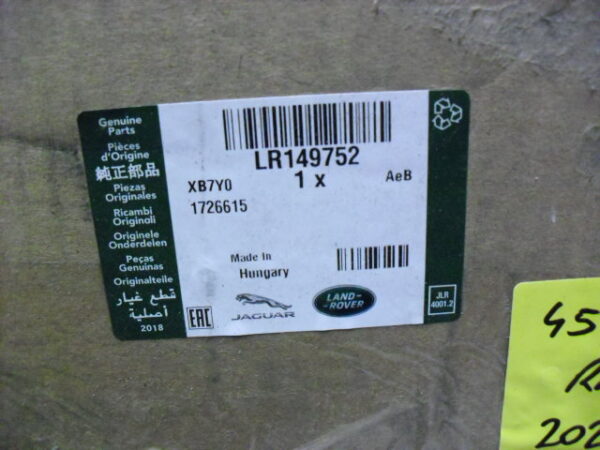 Genuine
Parts
Pièces
d'Origine
純正部品
Piezas
Originales
Ricambi
Originali
Originele
Onderdelen
Peças
Genuínas
Originalteile
قطع غيار
أصلية
2018
LR149752
1 x
AeB
XB7Y0
1726615
Made in
Hungary
EAC
JAGUAR
LAND-
-ROVER
JLR
4001.2
45
202